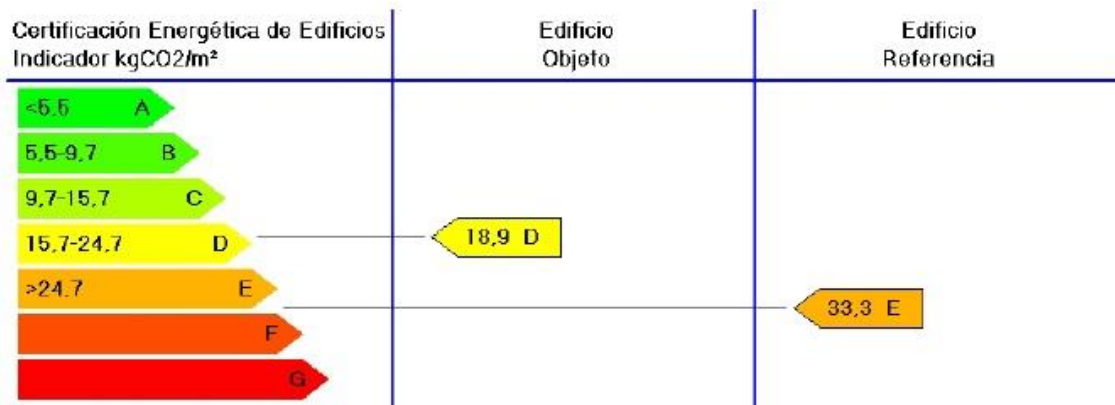 Certificación Energética de Edificios
Indicador kgCO2/m²
Edificio
Objeto
Edificio
Referencia
<5,5 A
5,5-9,7 B
9,7-15,7 C
15,7-24,7 D
18,9 D
>24,7 E
33,3 E
F
G